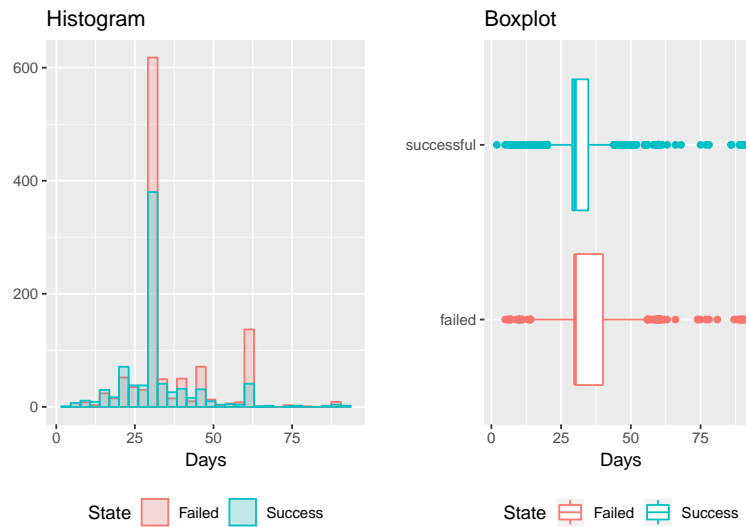 Histogram
600
400
200
0
0 25 50 75
Days
State Failed Success
Boxplot
successful
failed
0 25 50 75
Days
State Failed Success